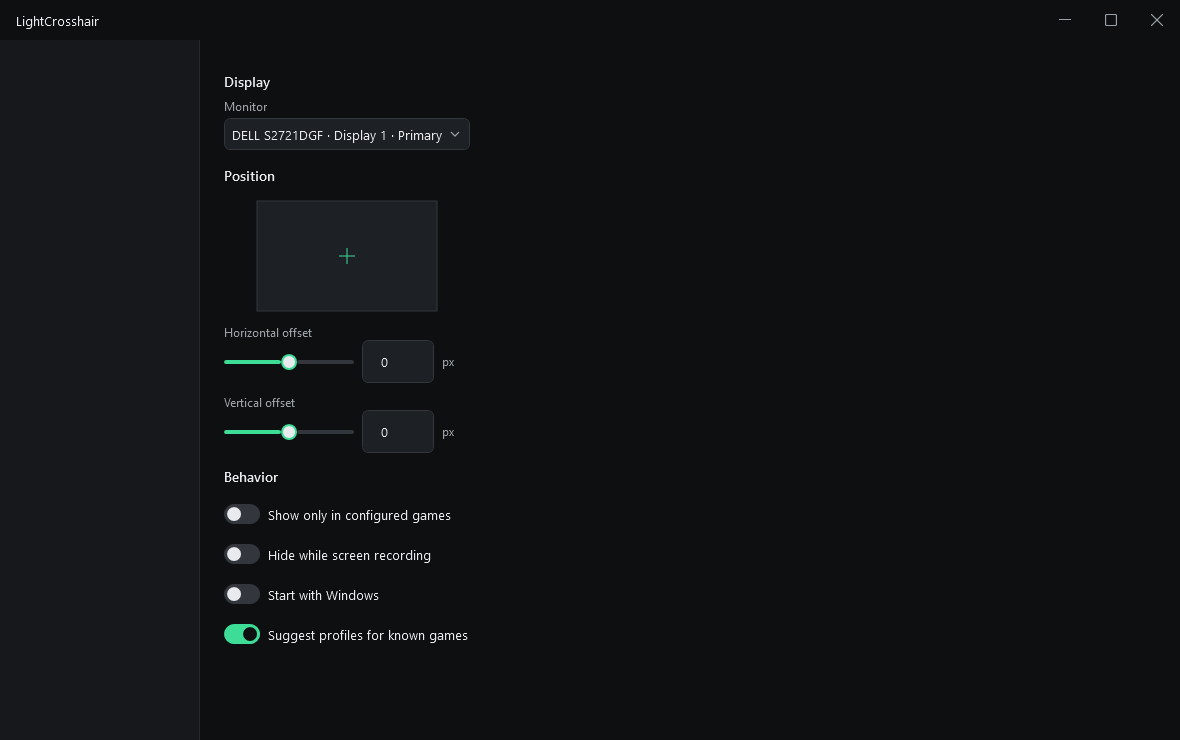 LightCrosshair
Display
Monitor
DELL S2721DGF · Display 1 · Primary
Position
Horizontal offset
0 px
Vertical offset
0 px
Behavior
Show only in configured games
Hide while screen recording
Start with Windows
Suggest profiles for known games